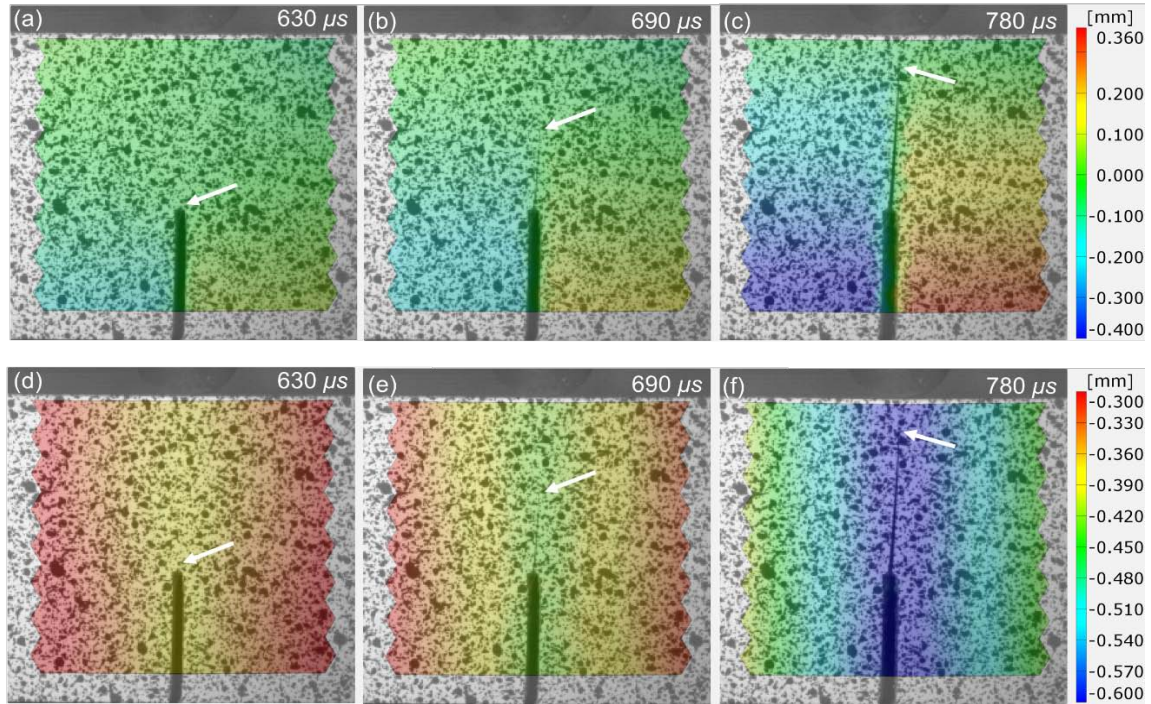 (a) 630 µs
(b) 690 µs
(c) 780 µs
[mm]
0.360
0.200
0.100
0.000
-0.100
-0.200
-0.300
-0.400
(d) 630 µs
(e) 690 µs
(f) 780 µs
[mm]
-0.300
-0.330
-0.360
-0.390
-0.420
-0.450
-0.480
-0.510
-0.540
-0.570
-0.600